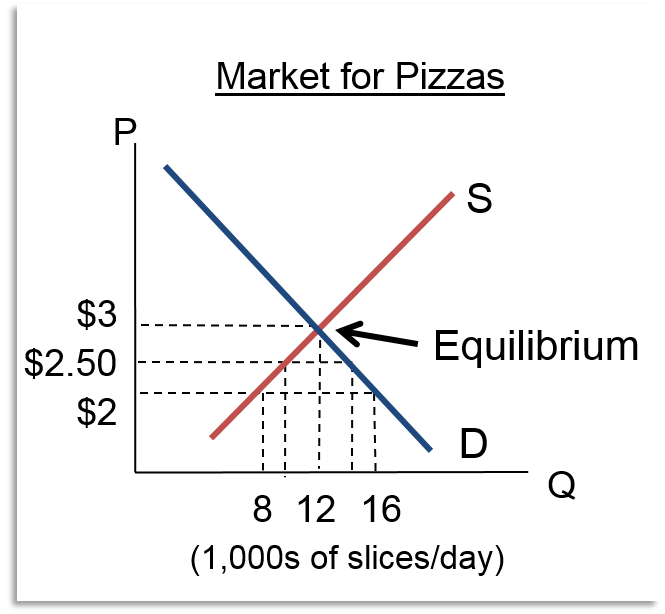 Market for Pizzas
P
S
$3
Equilibrium
$2.50
$2
D
Q
8 12 16
(1,000s of slices/day)